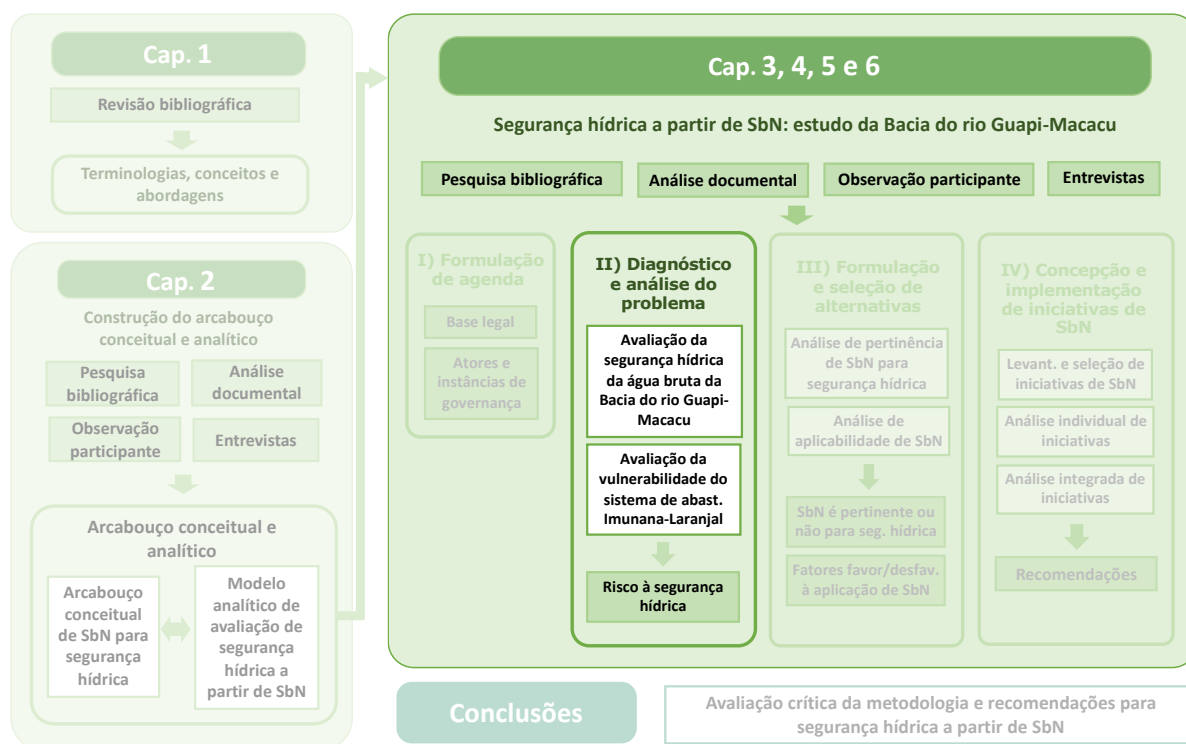 Cap. 1
Revisão bibliográfica
Terminologias, conceitos e
abordagens
Cap. 2
Construção do arcabouço
conceitual e analítico
Pesquisa
bibliográfica
Análise
documental
Observação
participante
Entrevistas
Arcabouço conceitual e
analítico
Arcabouço
conceitual
de SbN para
segurança
hídrica
Modelo
analítico de
avaliação de
segurança
hídrica a
partir de SbN
Cap. 3, 4, 5 e 6
Segurança hídrica a partir de SbN: estudo da Bacia do rio Guapi-Macacu
Pesquisa bibliográfica
Análise documental
Observação participante
Entrevistas
I) Formulação
de agenda
Base legal
Atores e
instâncias de
governança
II) Diagnóstico
e análise do
problema
Avaliação da
segurança hídrica
da água bruta da
Bacia do rio Guapi-
Macacu
Avaliação da
vulnerabilidade do
sistema de abast.
Imunana-Laranjal
Risco à segurança
hídrica
III) Formulação
e seleção de
alternativas
Análise de pertinência
de SbN para
segurança hídrica
Análise de
aplicabilidade de SbN
SbN é pertinente ou
não para seg. hídrica
Fatores favor/desfav.
à aplicação de SbN
IV) Concepção e
implementação
de iniciativas de
SbN
Levant. e seleção de
iniciativas de SbN
Análise individual de
iniciativas
Análise integrada de
iniciativas
Recomendações
Conclusões
Avaliação crítica da metodologia e recomendações para
segurança hídrica a partir de SbN